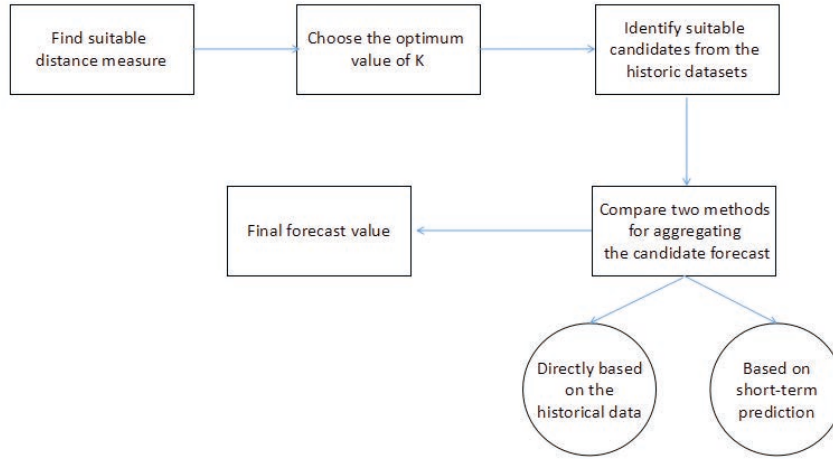 Find suitable
distance measure
Choose the optimum
value of K
Identify suitable
candidates from the
historic datasets
Final forecast value
Compare two methods
for aggregating
the candidate forecast
Directly based
on the
historical data
Based on
short-term
prediction